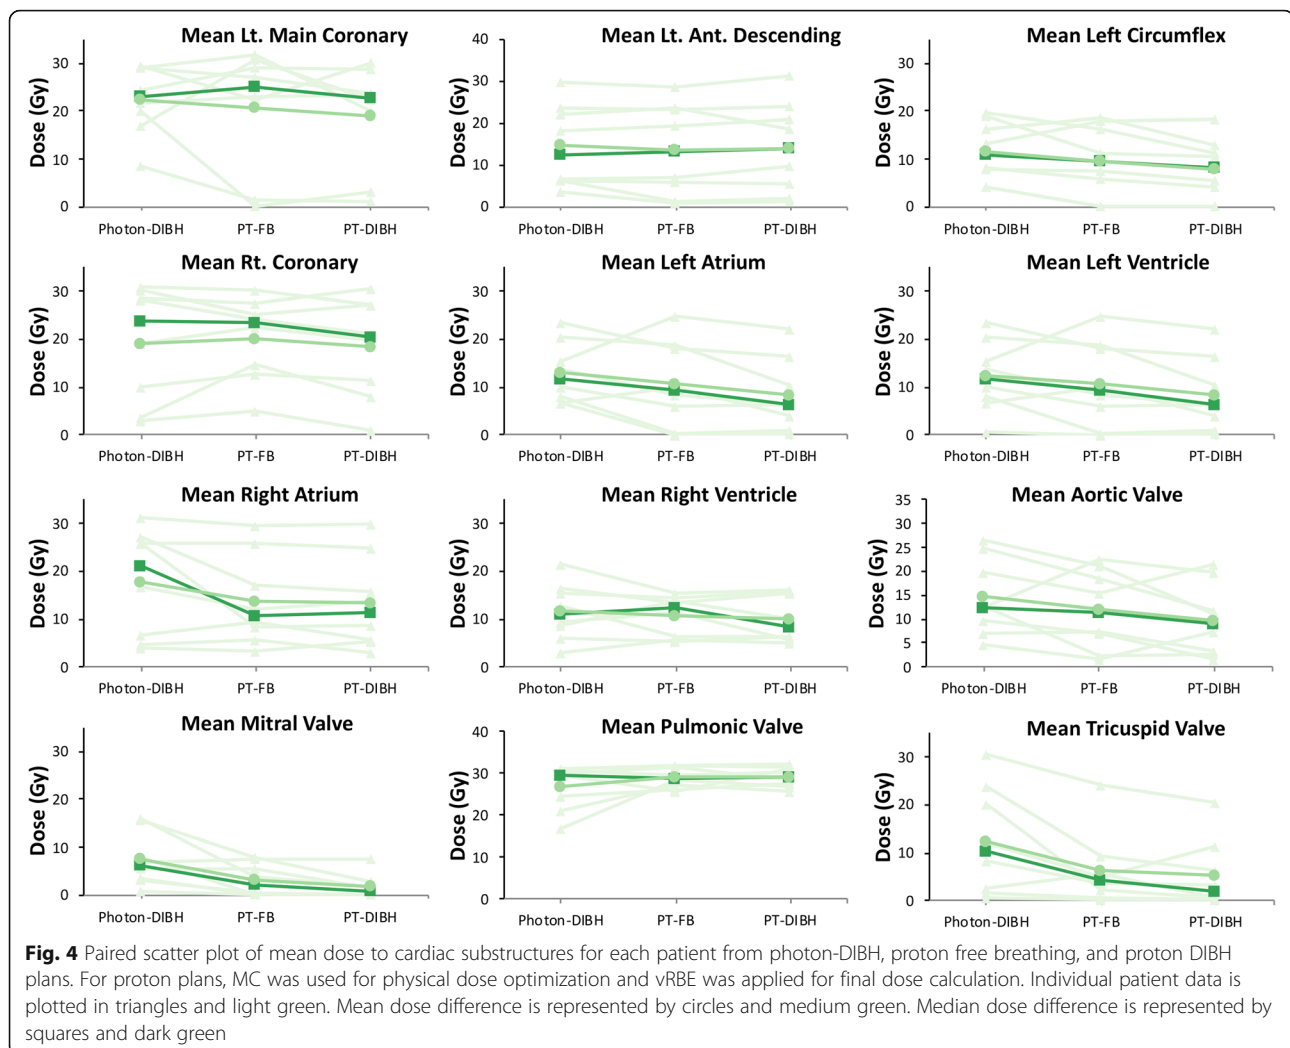 Mean Lt. Main Coronary
Dose (Gy)
30
20
10
0
Photon-DIBH PT-FB PT-DIBH
Mean Lt. Ant. Descending
Dose (Gy)
40
30
20
10
0
Photon-DIBH PT-FB PT-DIBH
Mean Left Circumflex
Dose (Gy)
30
20
10
0
Photon-DIBH PT-FB PT-DIBH
Mean Rt. Coronary
Dose (Gy)
30
20
10
0
Photon-DIBH PT-FB PT-DIBH
Mean Left Atrium
Dose (Gy)
30
20
10
0
Photon-DIBH PT-FB PT-DIBH
Mean Left Ventricle
Dose (Gy)
30
20
10
0
Photon-DIBH PT-FB PT-DIBH
Mean Right Atrium
Dose (Gy)
30
20
10
0
Photon-DIBH PT-FB PT-DIBH
Mean Right Ventricle
Dose (Gy)
30
20
10
0
Photon-DIBH PT-FB PT-DIBH
Mean Aortic Valve
Dose (Gy)
35
30
25
20
15
10
5
0
Photon-DIBH PT-FB PT-DIBH
Mean Mitral Valve
Dose (Gy)
30
20
10
0
Photon-DIBH PT-FB PT-DIBH
Mean Pulmonic Valve
Dose (Gy)
40
30
20
10
0
Photon-DIBH PT-FB PT-DIBH
Mean Tricuspid Valve
Dose (Gy)
30
20
10
0
Photon-DIBH PT-FB PT-DIBH
Fig. 4 Paired scatter plot of mean dose to cardiac substructures for each patient from photon-DIBH, proton free breathing, and proton DIBH
plans. For proton plans, MC was used for physical dose optimization and vRBE was applied for final dose calculation. Individual patient data is
plotted in triangles and light green. Mean dose difference is represented by circles and medium green. Median dose difference is represented by
squares and dark green